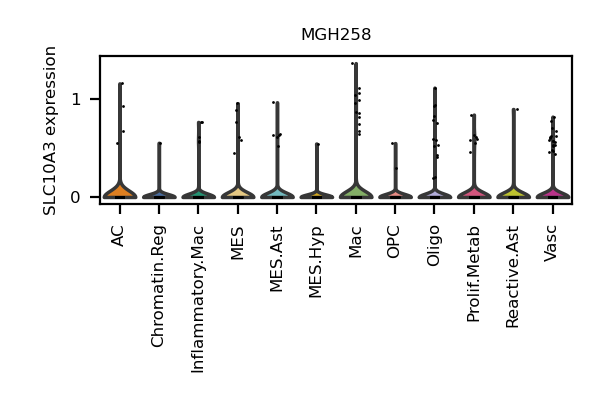 MGH258
SLC10A3 expression
1
0
AC
Chromatin.Reg
Inflammatory.Mac
MES
MES.Ast
MES.Hyp
Mac
OPC
Oligo
Prolif.Metab
Reactive.Ast
Vasc